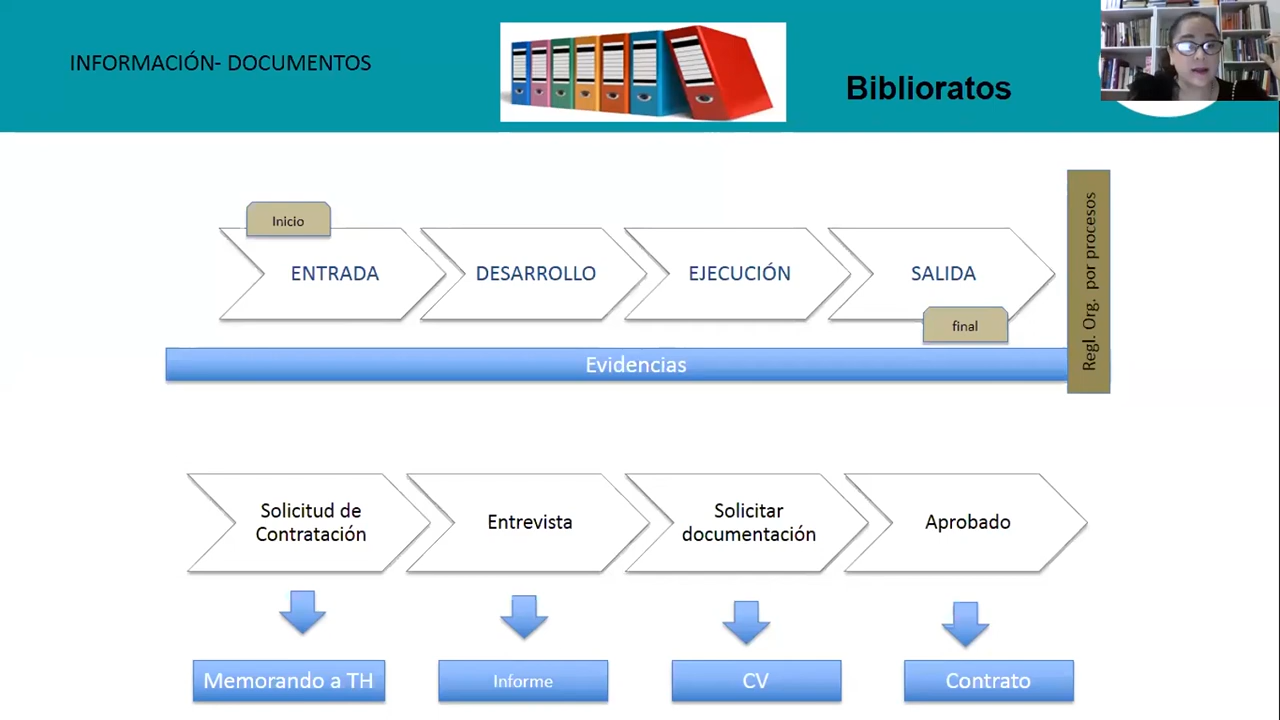 INFORMACIÓN- DOCUMENTOS
Biblioratos
Inicio
ENTRADA
DESARROLLO
EJECUCIÓN
SALIDA
final
Regl. Org. por procesos
Evidencias
Solicitud de
Contratación
Entrevista
Solicitar
documentación
Aprobado
Memorando a TH
Informe
CV
Contrato